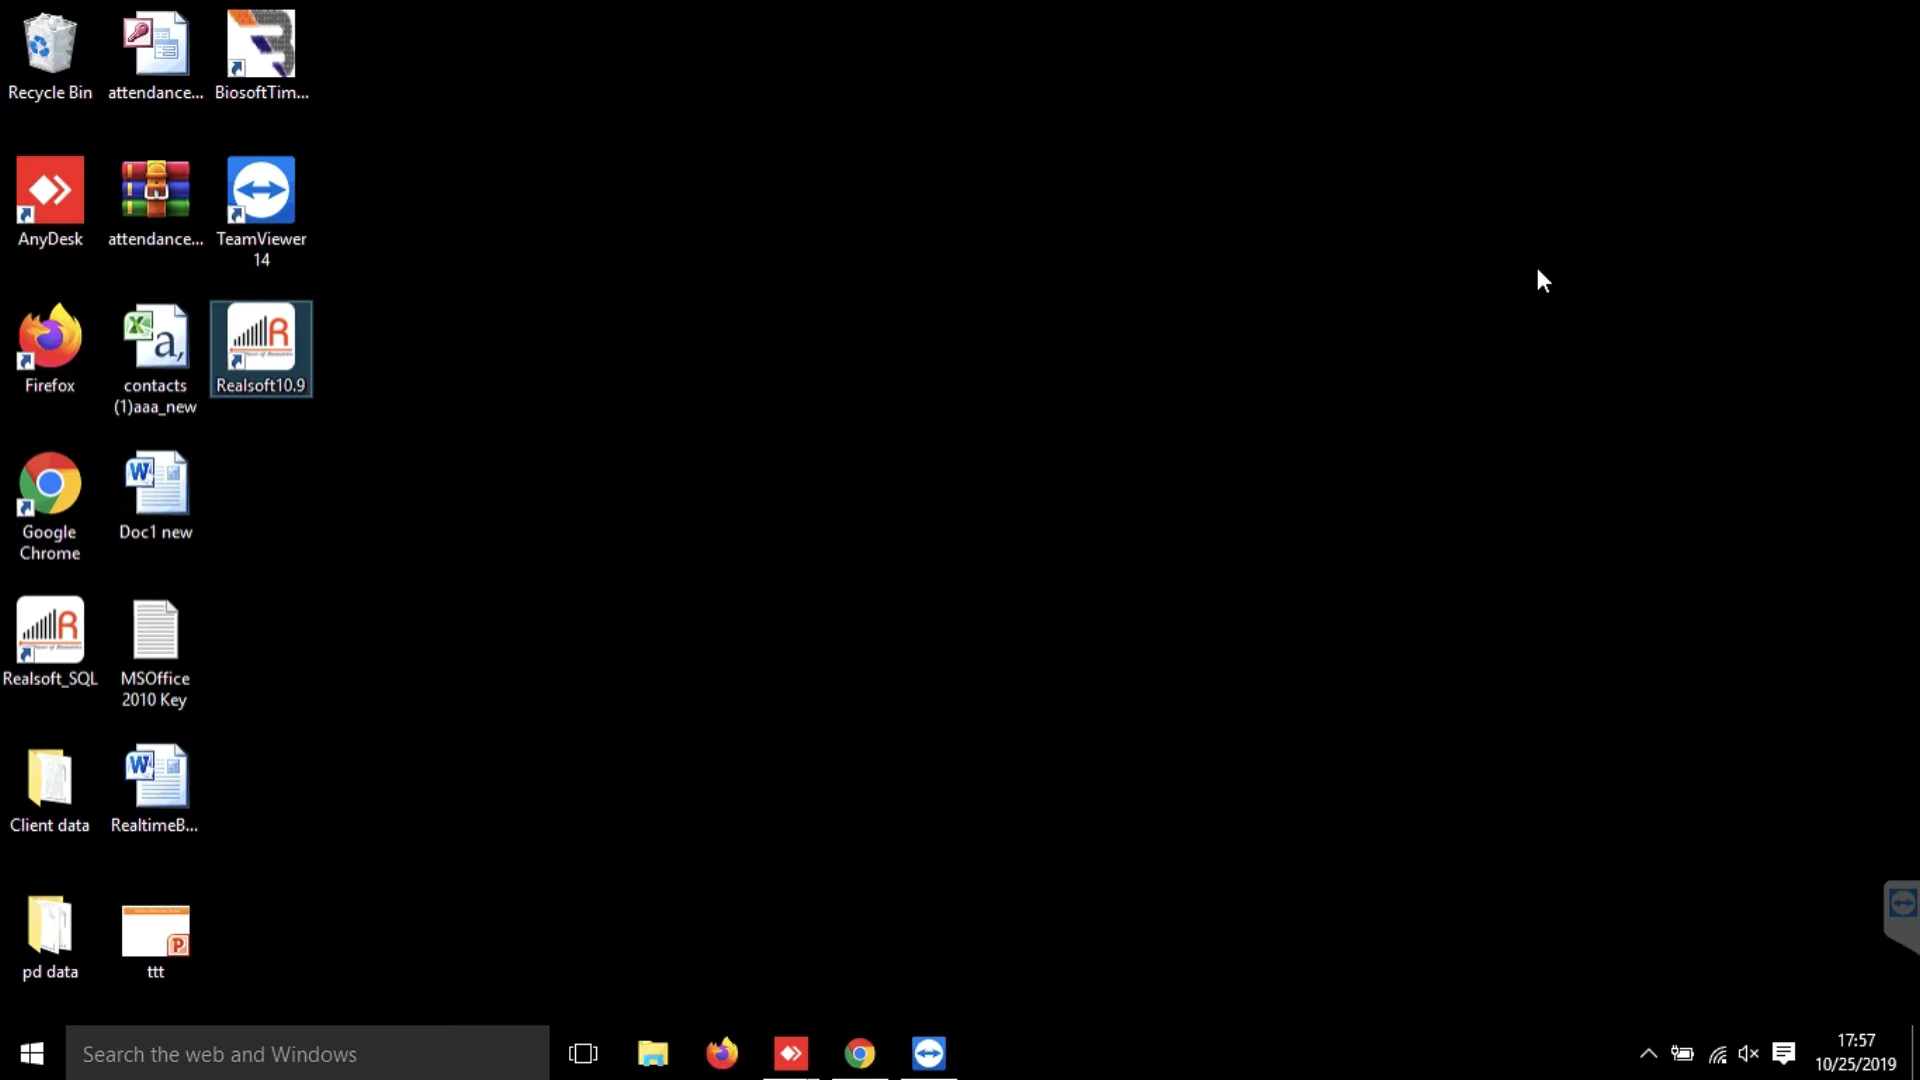 Recycle Bin
attendance...
BiosoftTim...
AnyDesk
attendance...
TeamViewer
14
Firefox
contacts
(1)aaa_new
R
Realsoft10.9
Google
Chrome
Doc1 new
R
Realsoft_SQL
MSOffice
2010 Key
Client data
RealtimeB...
pd data
ttt
Search the web and Windows
17:57
10/25/2019